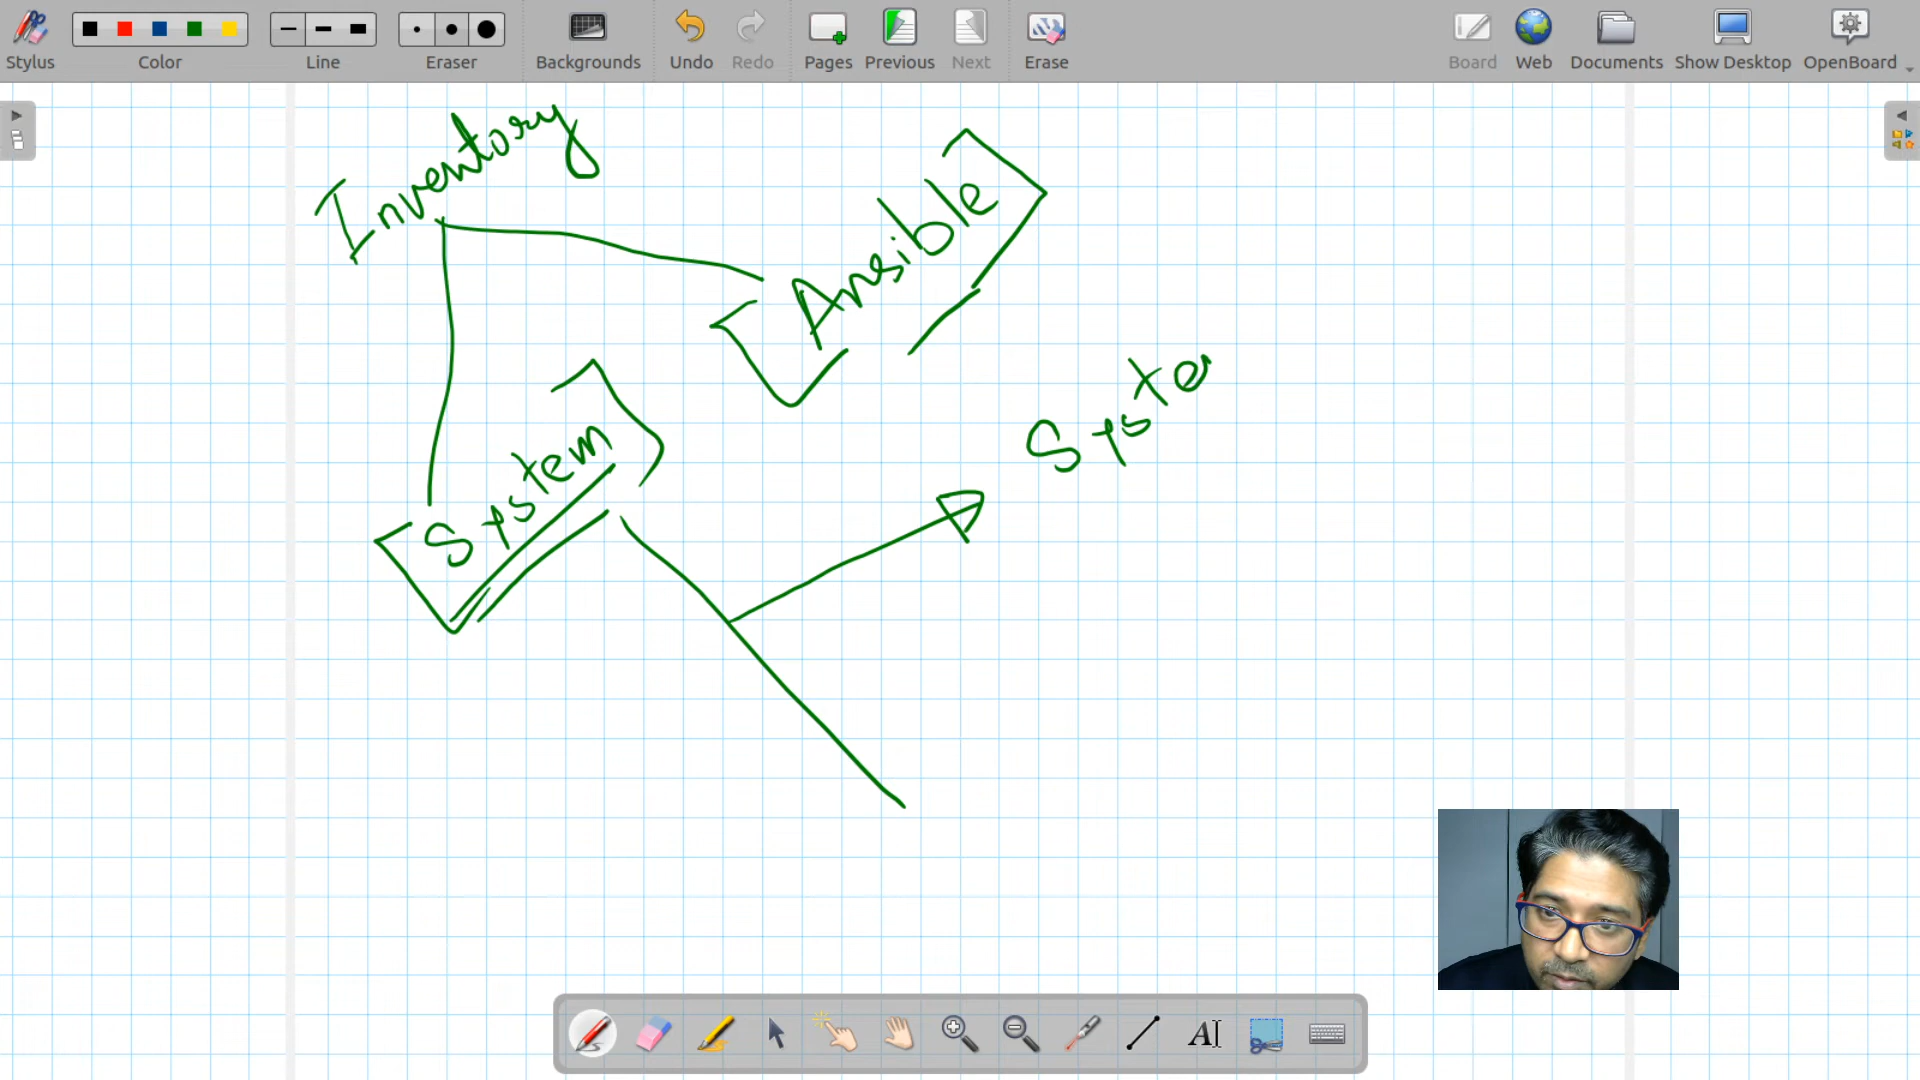 Stylus
Color
Line
Eraser
Backgrounds
Undo
Redo
Pages
Previous
Next
Erase
Board
Web
Documents
Show Desktop
OpenBoard
Inventory
Ansible
System
Syste
A